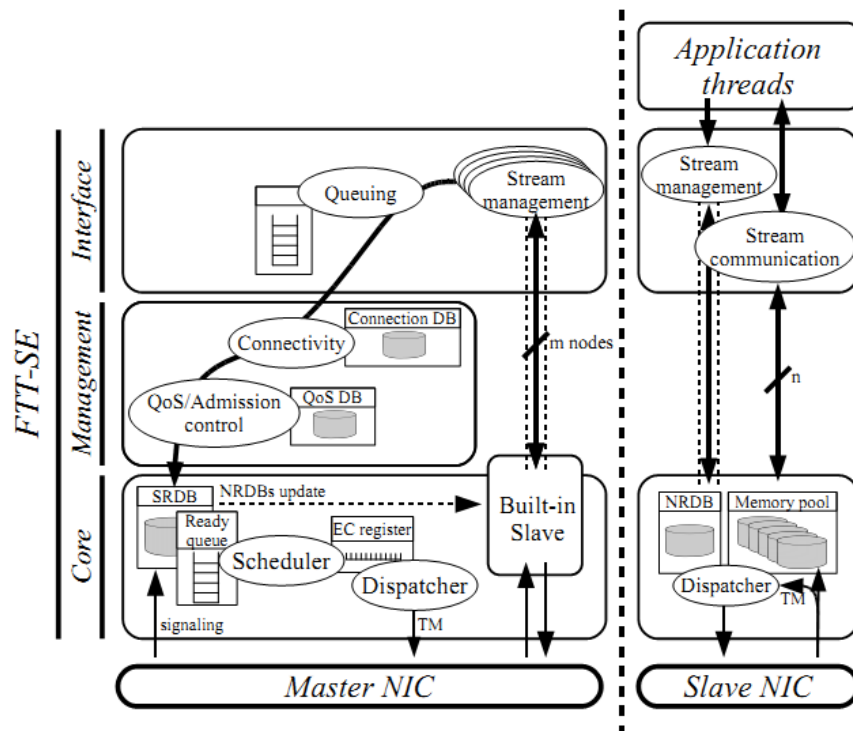 Application
threads
FTT-SE
Interface
Queuing
Stream
management
Stream
management
Stream
communication
Management
Connection DB
Connectivity
m nodes
n
QoS/Admission
control
QoS DB
Core
SRDB
NRDBs update
Built-in
Slave
Ready
queue
Scheduler
EC register
Dispatcher
signaling
TM
NRDB
Memory pool
Dispatcher
TM
Master NIC
Slave NIC